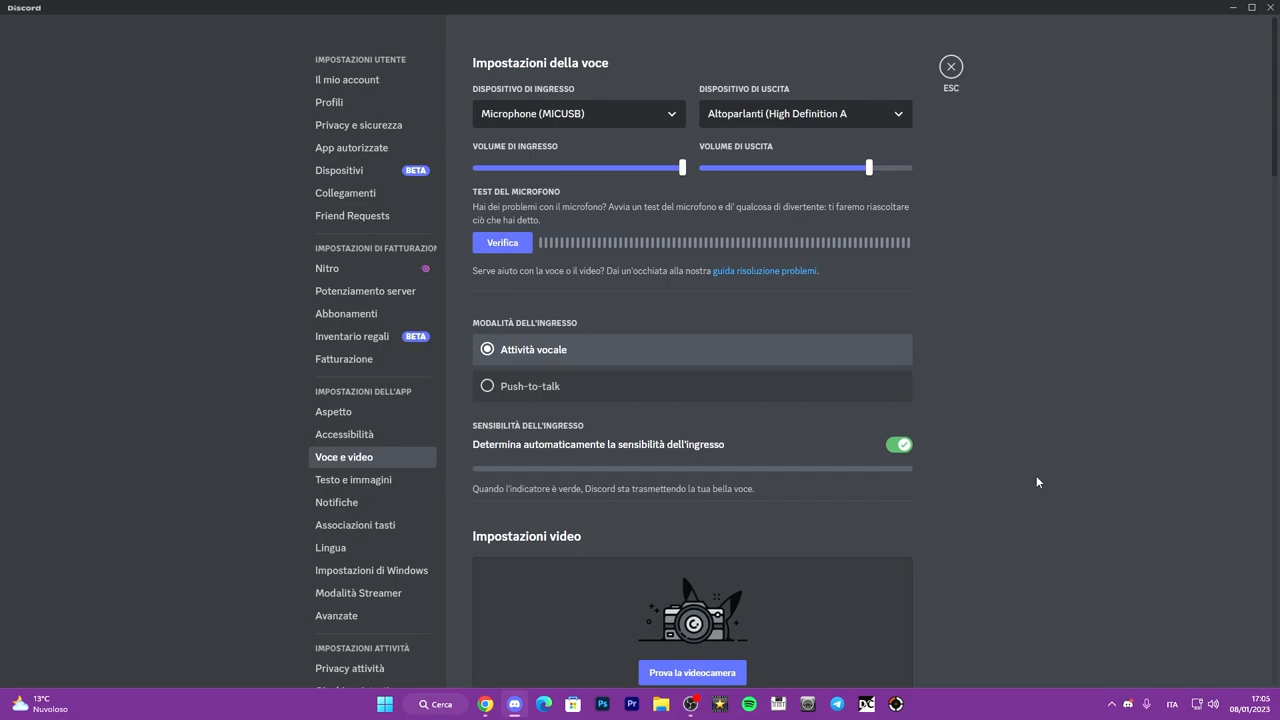 Discord
IMPOSTAZIONI UTENTE
Il mio account
Profili
Privacy e sicurezza
App autorizzate
Dispositivi BETA
Collegamenti
Friend Requests
IMPOSTAZIONI DI FATTURAZION
Nitro
Potenziamento server
Abbonamenti
Inventario regali BETA
Fatturazione
IMPOSTAZIONI DELL'APP
Aspetto
Accessibilità
Voce e video
Testo e immagini
Notifiche
Associazioni tasti
Lingua
Impostazioni di Windows
Modalità Streamer
Avanzate
IMPOSTAZIONI ATTIVITÀ
Privacy attività
Impostazioni della voce
DISPOSITIVO DI INGRESSO
Microphone (MICUSB)
DISPOSITIVO DI USCITA
Altoparlanti (High Definition A
VOLUME DI INGRESSO
VOLUME DI USCITA
TEST DEL MICROFONO
Hai dei problemi con il microfono? Avvia un test del microfono e di' qualcosa di divertente: ti faremo riascoltare
ciò che hai detto.
Verifica
Serve aiuto con la voce o il video? Dai un'occhiata alla nostra guida risoluzione problemi.
MODALITÀ DELL'INGRESSO
Attività vocale
Push-to-talk
SENSIBILITÀ DELL'INGRESSO
Determina automaticamente la sensibilità dell'ingresso
Quando l'indicatore è verde, Discord sta trasmettendo la tua bella voce.
Impostazioni video
Prova la videocamera
ESC
13°C
Nuvoloso
Cerca
Ps
Pr
DC
ITA
17:05
08/01/2023